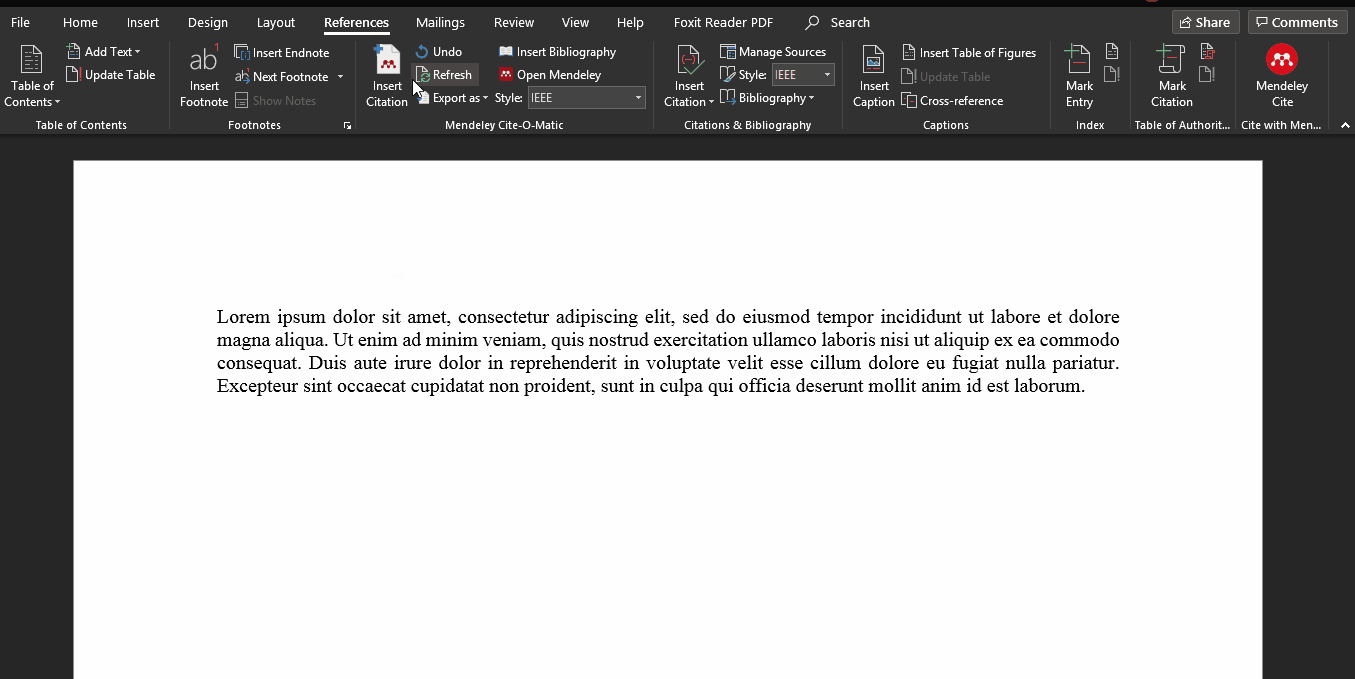 File Home Insert Design Layout References Mailings Review View Help Foxit Reader PDF Search Share Comments
Table of Contents
Add Text
Update Table
Table of Contents
ab1
Insert Footnote
Insert Endnote
Next Footnote
Show Notes
Footnotes
Insert Citation
Undo
Refresh
Export as
Insert Bibliography
Open Mendeley
Style: IEEE
Mendeley Cite-O-Matic
Insert Citation
Manage Sources
Style: IEEE
Bibliography
Citations & Bibliography
Insert Caption
Insert Table of Figures
Update Table
Cross-reference
Captions
Mark Entry
Index
Mark Citation
Table of Authorit...
Mendeley Cite
Cite with Men...
Lorem ipsum dolor sit amet, consectetur adipiscing elit, sed do eiusmod tempor incididunt ut labore et dolore
magna aliqua. Ut enim ad minim veniam, quis nostrud exercitation ullamco laboris nisi ut aliquip ex ea commodo
consequat. Duis aute irure dolor in reprehenderit in voluptate velit esse cillum dolore eu fugiat nulla pariatur.
Excepteur sint occaecat cupidatat non proident, sunt in culpa qui officia deserunt mollit anim id est laborum.